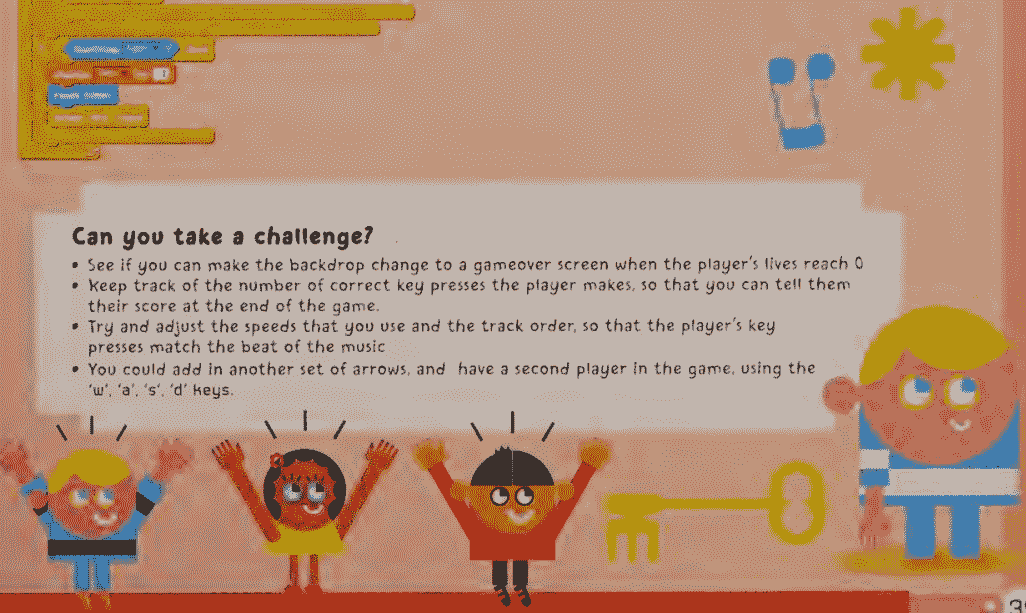 Can you take a challenge?
• See if you can make the backdrop change to a gameover screen when the player's lives reach 0
• Keep track of the number of correct key presses the player makes, so that you can tell them
their score at the end of the game.
• Try and adjust the speeds that you use and the track order, so that the player's key
presses match the beat of the music
• You could add in another set of arrows, and have a second player in the game, using the
'w', 'a', 's', 'd' keys.